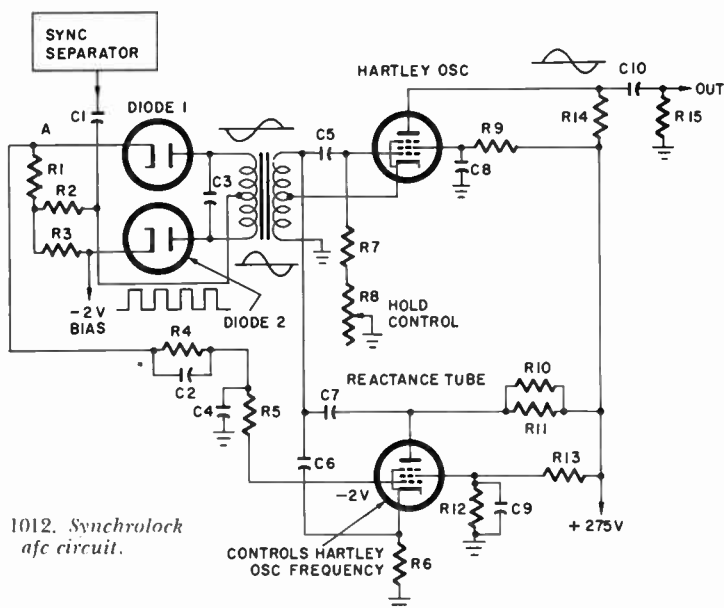 SYNC
SEPARATOR
C1
DIODE 1
A
R1
R2
R3
C3
-2V
BIAS
DIODE 2
C5
HARTLEY OSC
R9
C8
R14
C10
OUT
R15
R7
R8
HOLD
CONTROL
R4
C2
C4
R5
REACTANCE TUBE
C7
R10
R11
C6
-2V
R12
C9
R13
+275V
R6
CONTROLS HARTLEY
OSC FREQUENCY
1012. Synchrolock
afc circuit.